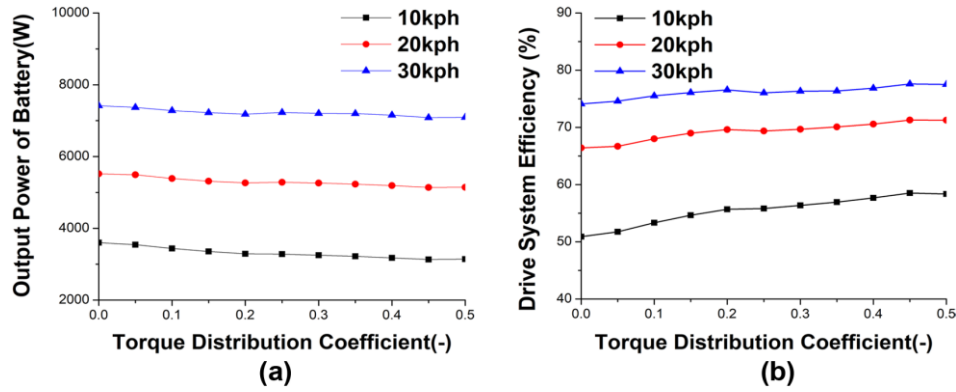 Output Power of Battery(W)
10000
8000
6000
4000
2000
10kph
20kph
30kph
0.0 0.1 0.2 0.3 0.4 0.5
Torque Distribution Coefficient(-)
(a)
Drive System Efficiency (%)
90
80
70
60
50
40
10kph
20kph
30kph
0.0 0.1 0.2 0.3 0.4 0.5
Torque Distribution Coefficient(-)
(b)